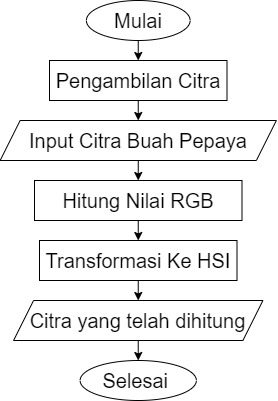 Mulai
Pengambilan Citra
Input Citra Buah Pepaya
Hitung Nilai RGB
Transformasi Ke HSI
Citra yang telah dihitung
Selesai